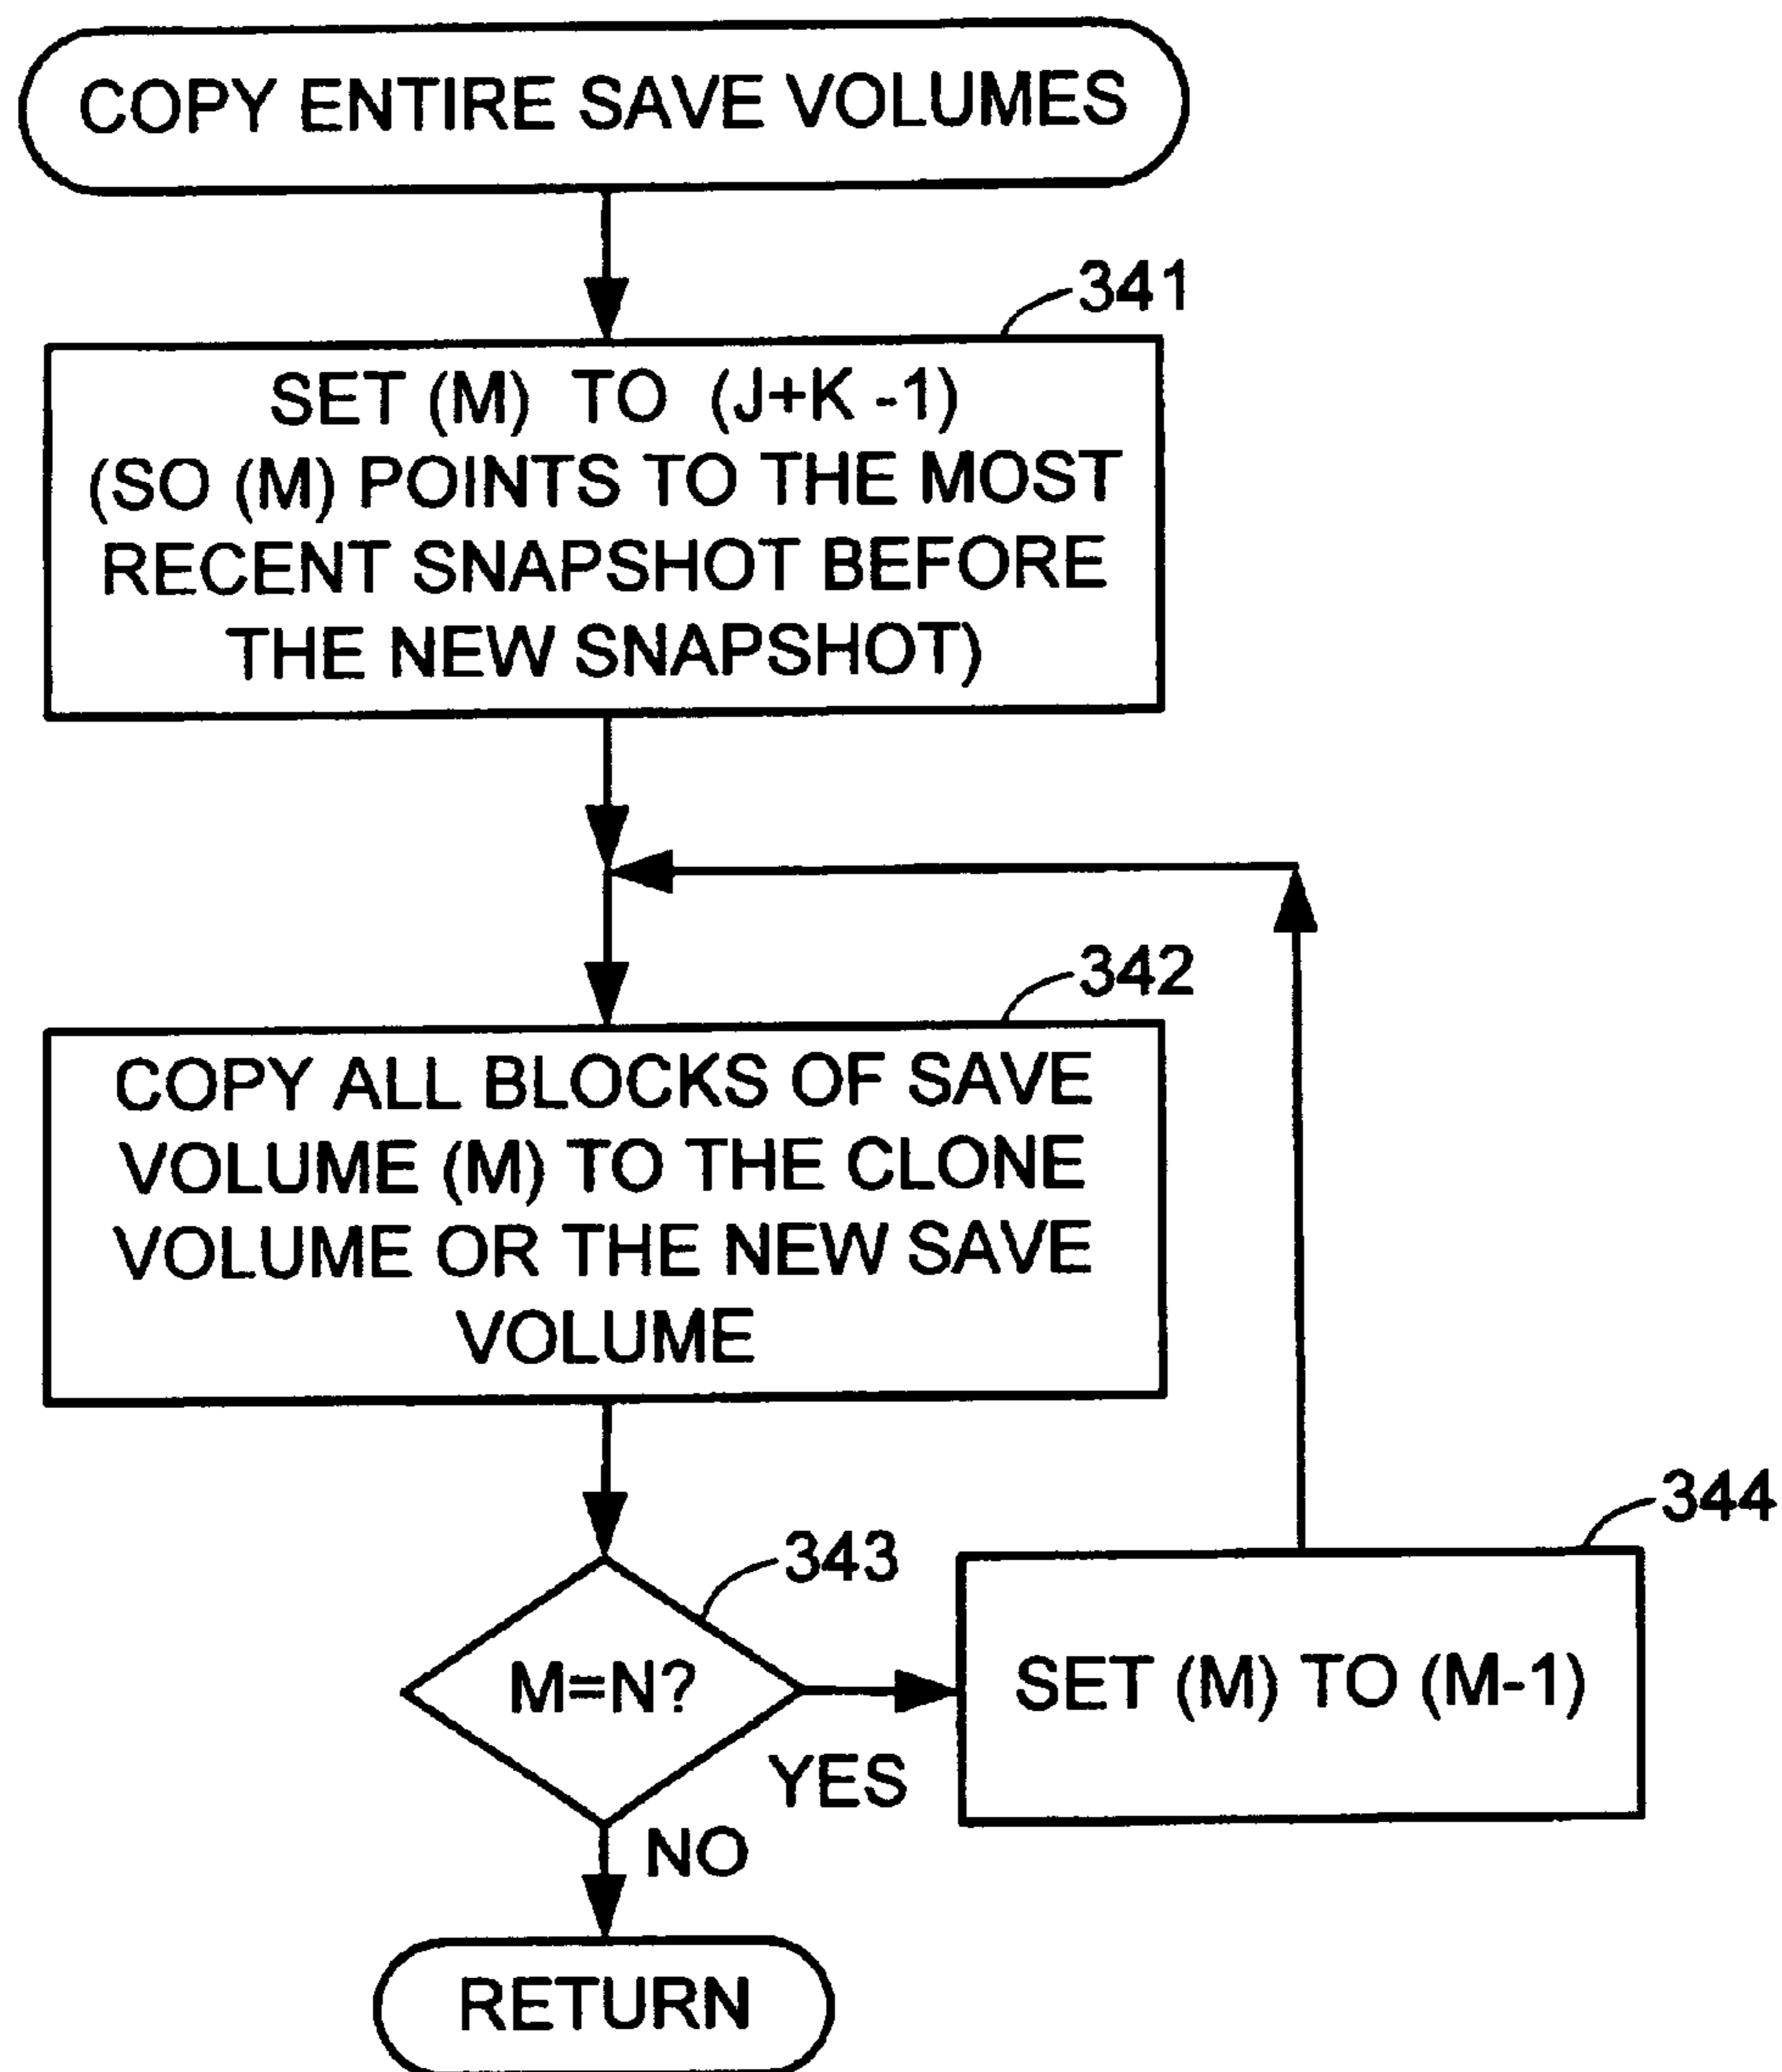 COPY ENTIRE SAVE VOLUMES
341
SET (M) TO (J+K -1)
(SO (M) POINTS TO THE MOST
RECENT SNAPSHOT BEFORE
THE NEW SNAPSHOT)
342
COPY ALL BLOCKS OF SAVE
VOLUME (M) TO THE CLONE
VOLUME OR THE NEW SAVE
VOLUME
343
M=N?
YES
344
SET (M) TO (M-1)
NO
RETURN